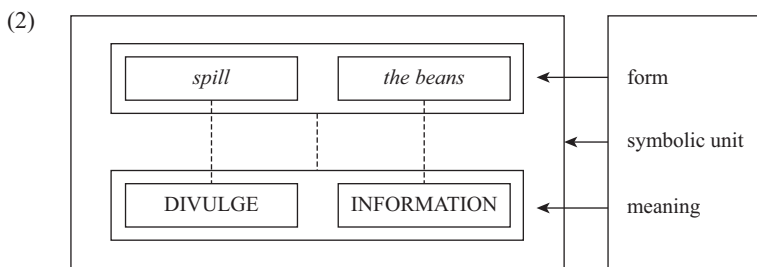 (2)
spill the beans form
symbolic unit
DIVULGE INFORMATION meaning